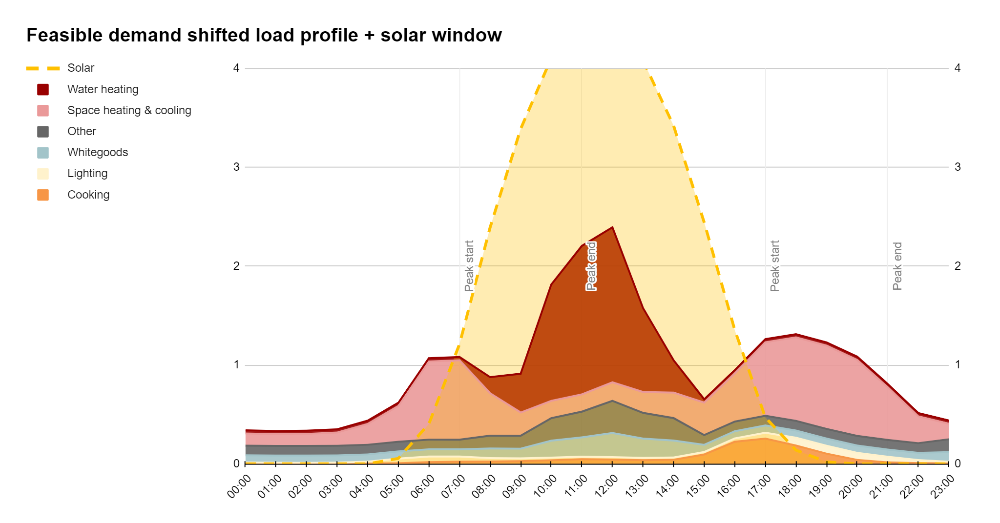 Feasible demand shifted load profile + solar window
Solar
Water heating
Space heating & cooling
Other
Whitegoods
Lighting
Cooking
4
3
2
1
0
4
3
2
1
0
Peak start
Peak end
Peak start
Peak end
00:00
01:00
02:00
03:00
04:00
05:00
06:00
07:00
08:00
09:00
10:00
11:00
12:00
13:00
14:00
15:00
16:00
17:00
18:00
19:00
20:00
21:00
22:00
23:00